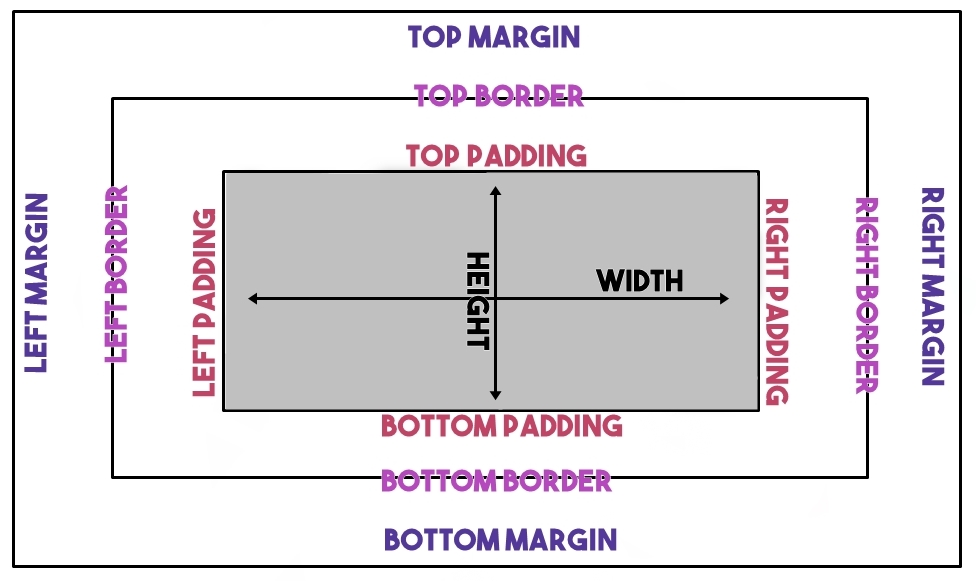 TOP MARGIN
TOP BORDER
TOP PADDING
LEFT MARGIN
LEFT BORDER
LEFT PADDING
HEIGHT
WIDTH
RIGHT PADDING
RIGHT BORDER
RIGHT MARGIN
BOTTOM PADDING
BOTTOM BORDER
BOTTOM MARGIN